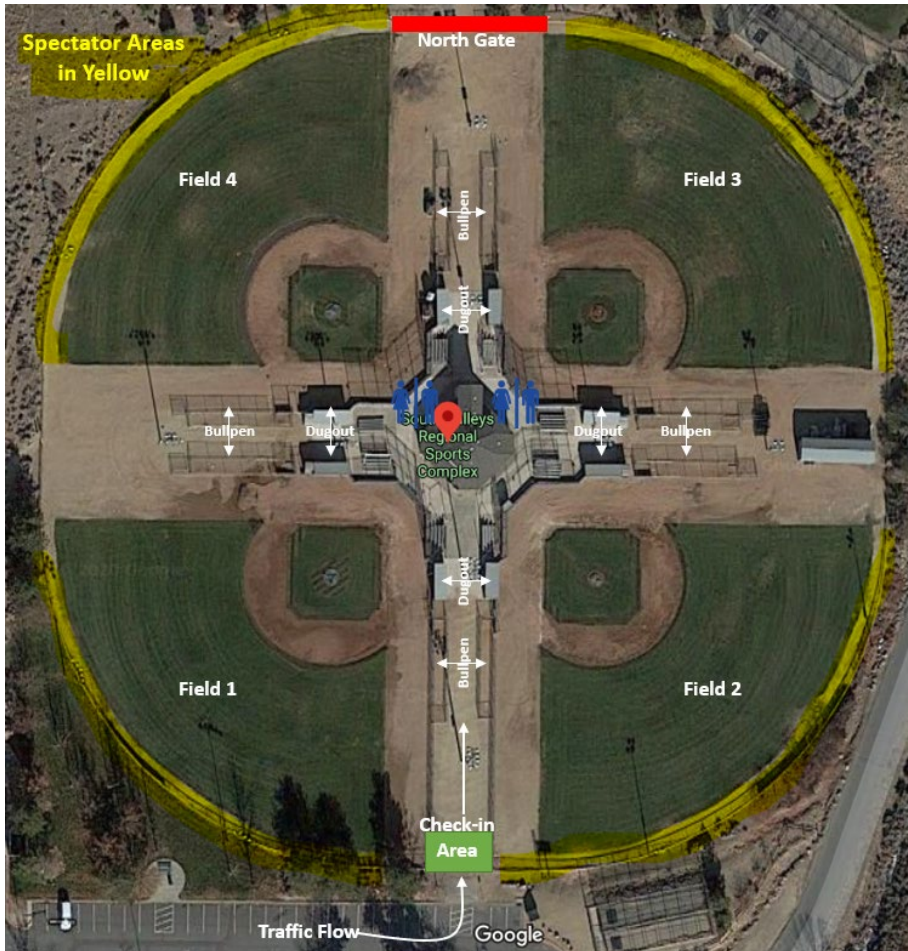 Spectator Areas
in Yellow
North Gate
Field 4
Field 3
Bullpen
Dugout
Bullpen
Dugout
Regional
Sports
Complex
Dugout
Bullpen
Dugout
Bullpen
Field 1
Field 2
Check-in
Area
Traffic Flow
Google